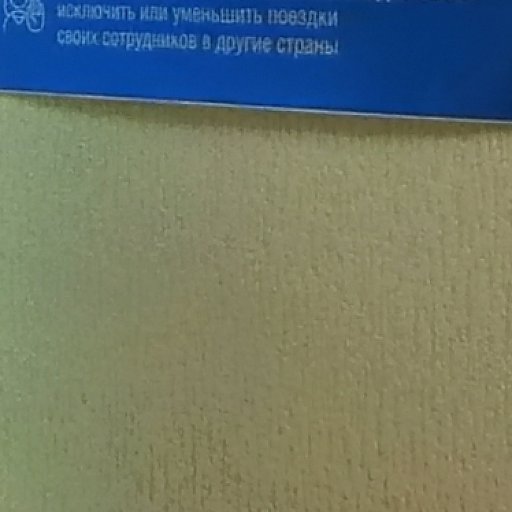 исключить или уменьшить поездки
своих сотрудников в другие страны